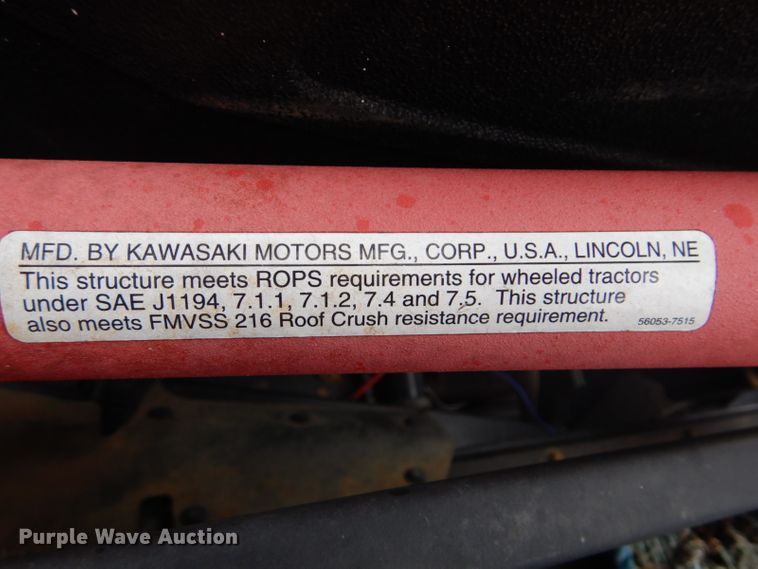 MFD. BY KAWASAKI MOTORS MFG., CORP., U.S.A., LINCOLN, NE
This structure meets ROPS requirements for wheeled tractors
under SAE J1194, 7.1.1, 7.1.2, 7.4 and 7.5. This structure
also meets FMVSS 216 Roof Crush resistance requirement.
56053-7515
Purple Wave Auction